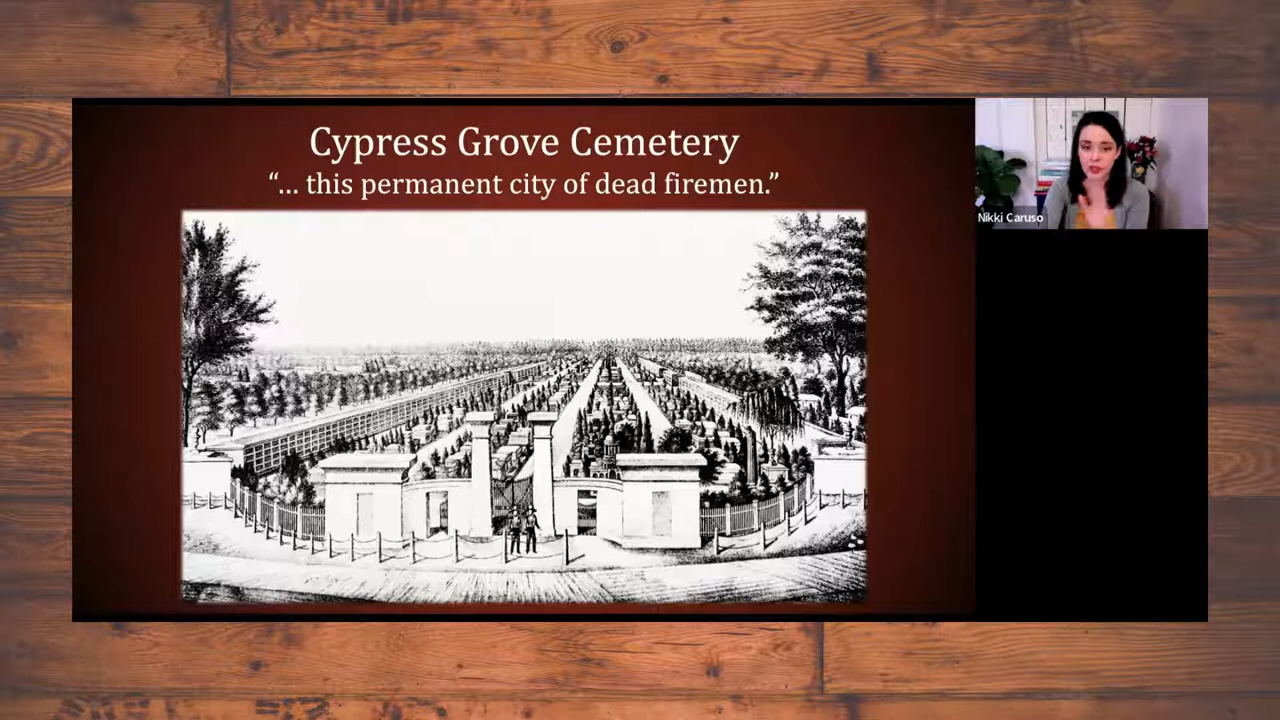 Cypress Grove Cemetery
“... this permanent city of dead firemen.”
Nikki Caruso